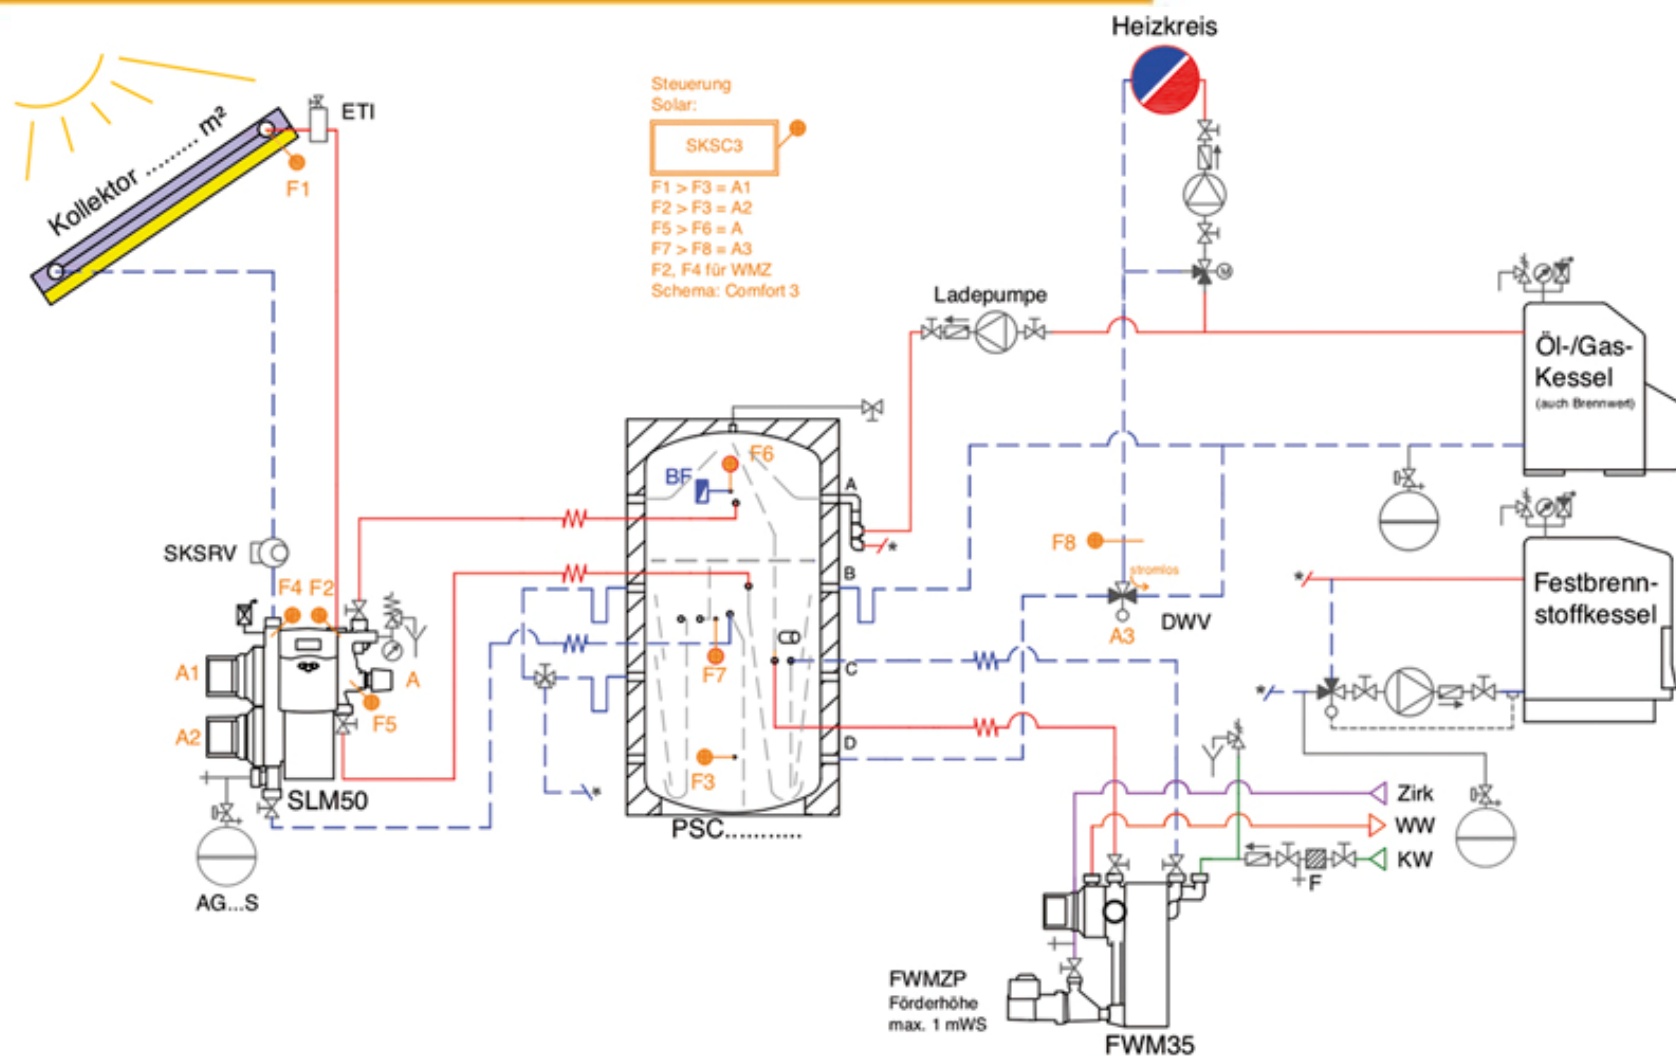 Heizkreis
Steuerung
Solar:
SKSC3
F1 > F3 = A1
F2 > F3 = A2
F5 > F6 = A
F7 > F8 = A3
F2, F4 für WMZ
Schema: Comfort 3
ETI
Kollektor ......... m²
F1
Ladepumpe
M
Öl-/Gas-
Kessel
(auch Brennwert)
F6
BF
A
*
SKSRV
F8
stromlos
B
*
Festbrenn-
stoffkessel
F4 F2
A3
DWV
A1
A
F7
C
*
F5
A2
D
F3
*
SLM50
Zirk
PSC...........
WW
KW
F
AG...S
FWMZP
Förderhöhe
max. 1 mWS
FWM35